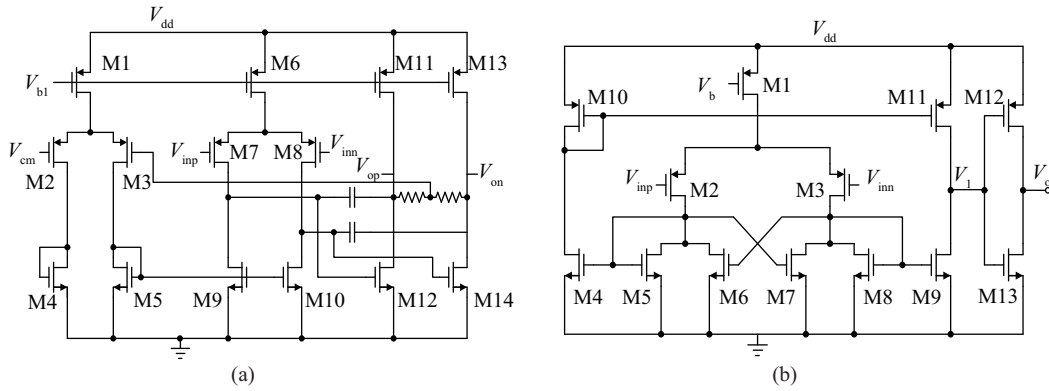 V_dd
M1
M6
M11
M13
V_b1
V_cm
M2
M3
V_inp
M7
M8
V_inn
V_op
V_on
M4
M5
M9
M10
M12
M14
(a)
V_dd
M10
V_b
M1
M11
M12
V_inp
M2
M3
V_inn
V_1
V_o
M4
M5
M6
M7
M8
M9
M13
(b)